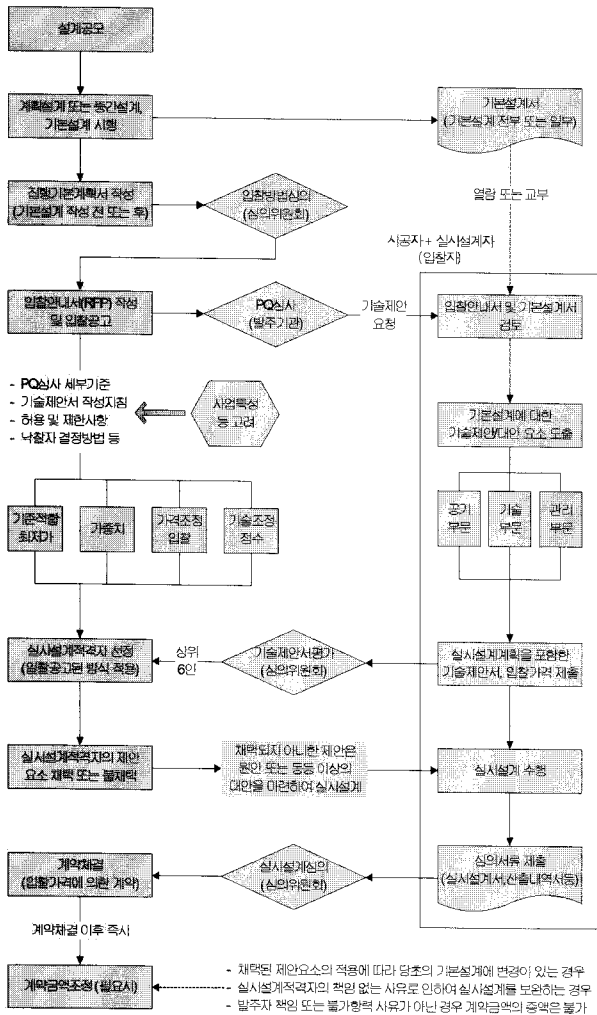 설계공모
계획설계 또는 중간설계,
기본설계 시행
기본설계서
(기본설계 전부 또는 일부)
집행기본계획서 작성
(기본설계 작성 전 또는 후)
입찰방법심의
(심의위원회)
열람 또는 교부
시공자 + 실시설계자
(입찰자)
입찰안내서(RFP) 작성
및 입찰공고
PQ심사
(발주기관)
기술제안
요청
입찰안내서 및 기본설계서
검토
- PQ심사 세부기준
- 기술제안서 작성지침
- 허용 및 제한사항
- 낙찰자 결정방법 등
사업특성
등 고려
기본설계에 대한
기술제안/대안 요소 도출
기준적합
최저가
가중치
가격조정
입찰
기술조정
점수
공기
부문
기술
부문
관리
부문
실시설계적격자 선정
(입찰공고된 방식 적용)
상위
6인
기술제안서평가
(심의위원회)
실시설계계획을 포함한
기술제안서, 입찰가격 제출
실시설계적격자의 제안
요소 채택 또는 불채택
채택되지 아니한 제안은
원안 또는 동등 이상의
대안을 마련하여 실시설계
실시설계 수행
계약체결
(입찰가격에 의한 계약)
실시설계심의
(심의위원회)
심의서류 제출
(실시설계서,산출내역서등)
계약체결 이후 즉시
계약금액조정 (필요시)
- 채택된 제안요소의 적용에 따라 당초의 기본설계에 변경이 있는 경우
- 실시설계적격자의 책임 없는 사유로 인하여 실시설계를 보완하는 경우
- 발주자 책임 또는 불가항력 사유가 아닌 경우 계약금액의 증액은 불가